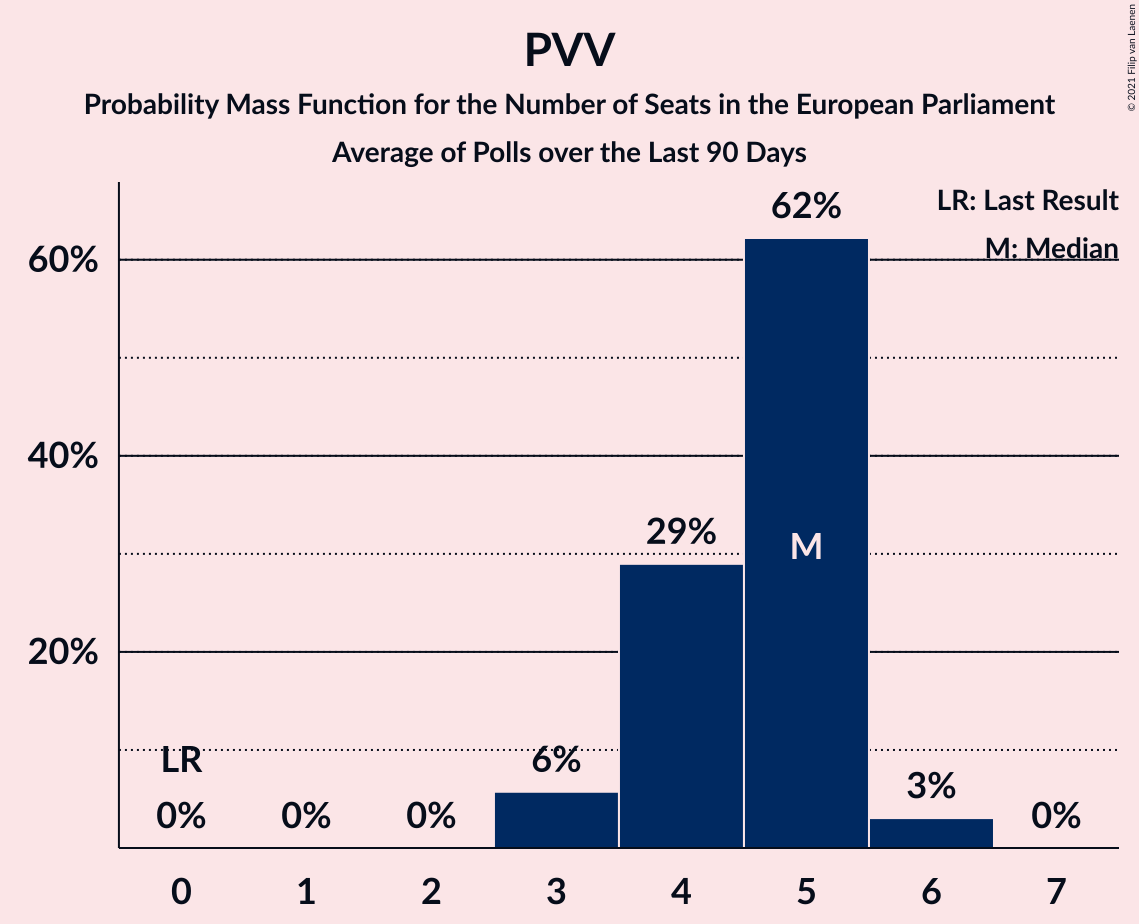 PVV
Probability Mass Function for the Number of Seats in the European Parliament
Average of Polls over the Last 90 Days
© 2021 Filip van Laenen
LR: Last Result
M: Median
62%
60%
40%
29%
M
20%
LR
6%
3%
0%
0%
0%
0%
0
1
2
3
4
5
6
7